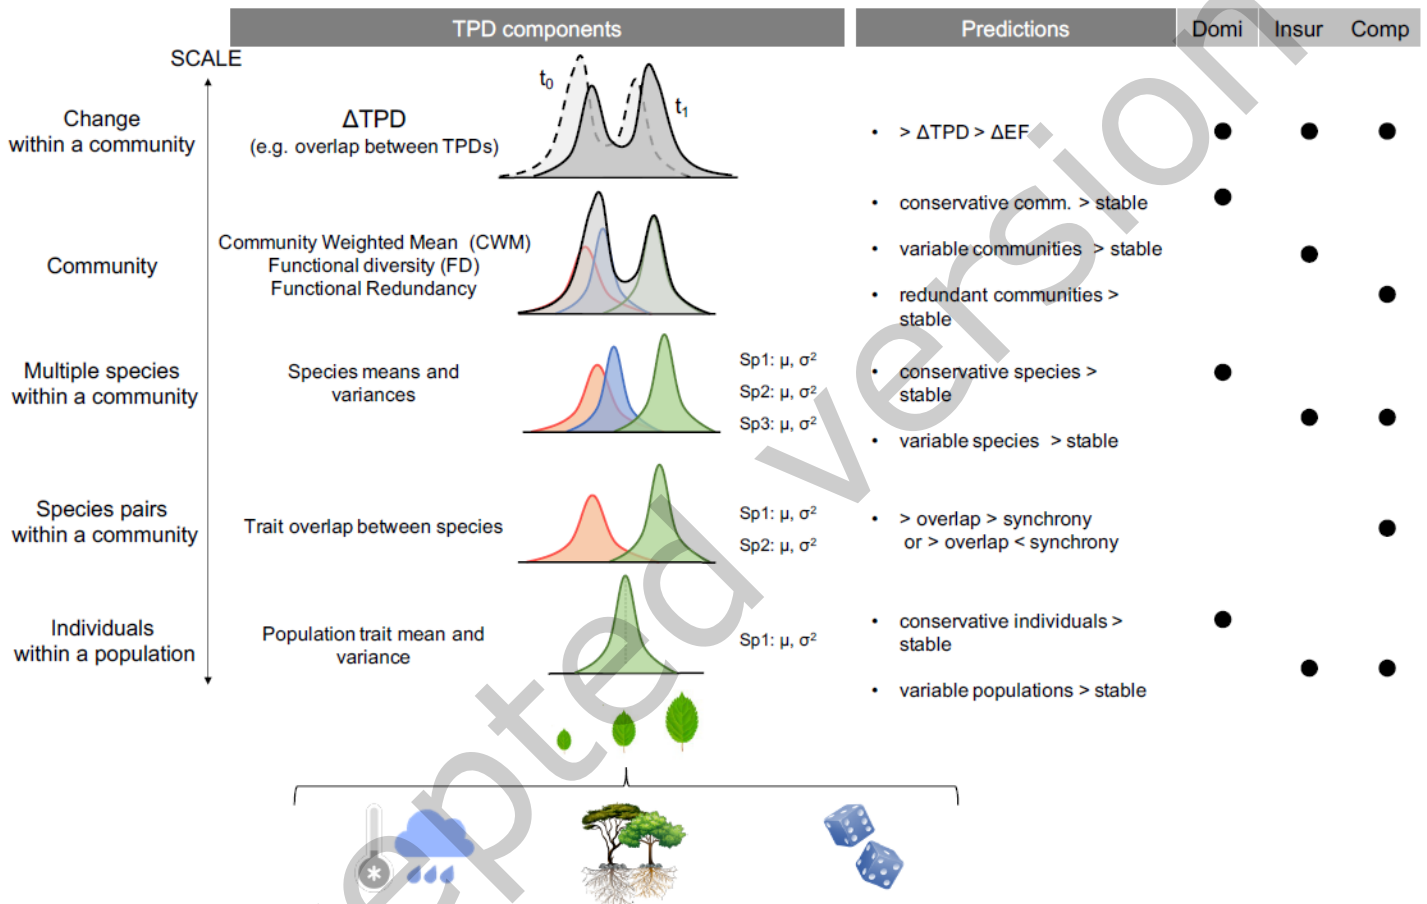 TPD components
Predictions
Domi
Insur
Comp
SCALE
Change
within a community
ΔTPD
(e.g. overlap between TPDs)
t0
t1
• > ΔTPD > ΔEF
Community
Community Weighted Mean (CWM)
Functional diversity (FD)
Functional Redundancy
• conservative comm. > stable
• variable communities > stable
• redundant communities >
stable
Multiple species
within a community
Species means and
variances
Sp1: μ, σ²
Sp2: μ, σ²
Sp3: μ, σ²
• conservative species >
stable
• variable species > stable
Species pairs
within a community
Trait overlap between species
Sp1: μ, σ²
Sp2: μ, σ²
• > overlap > synchrony
or > overlap < synchrony
Individuals
within a population
Population trait mean and
variance
Sp1: μ, σ²
• conservative individuals >
stable
• variable populations > stable
epted version